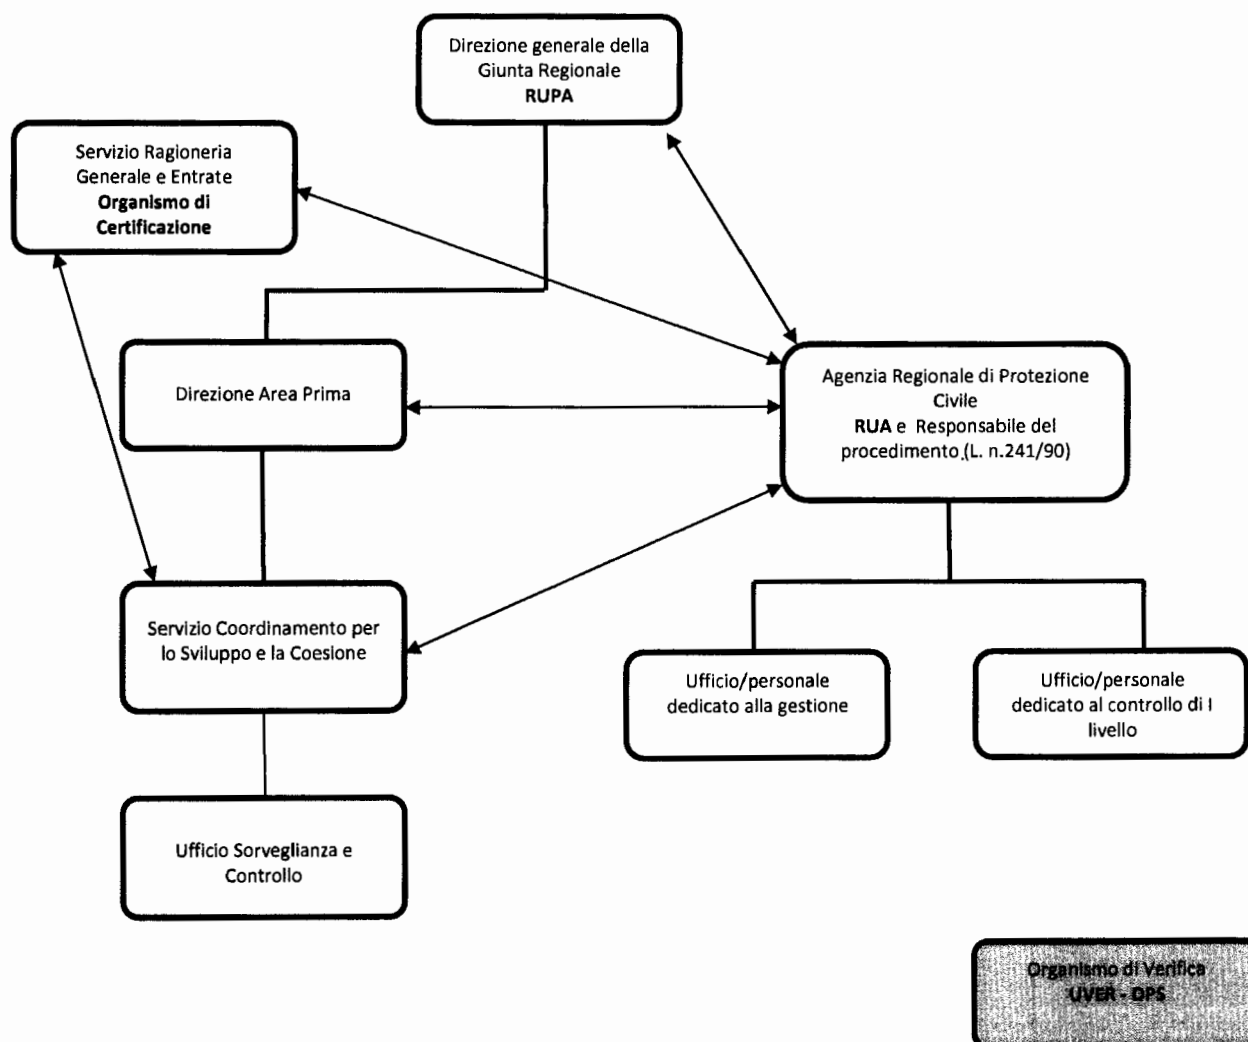 Direzione generale della
Giunta Regionale
RUPA
Servizio Ragioneria
Generale e Entrate
Organismo di
Certificazione
Direzione Area Prima
Agenzia Regionale di Protezione
Civile
RUA e Responsabile del
procedimento (L. n.241/90)
Servizio Coordinamento per
lo Sviluppo e la Coesione
Ufficio/personale
dedicato alla gestione
Ufficio/personale
dedicato al controllo di I
livello
Ufficio Sorveglianza e
Controllo
Organismo di Verifica
UVER - DPS